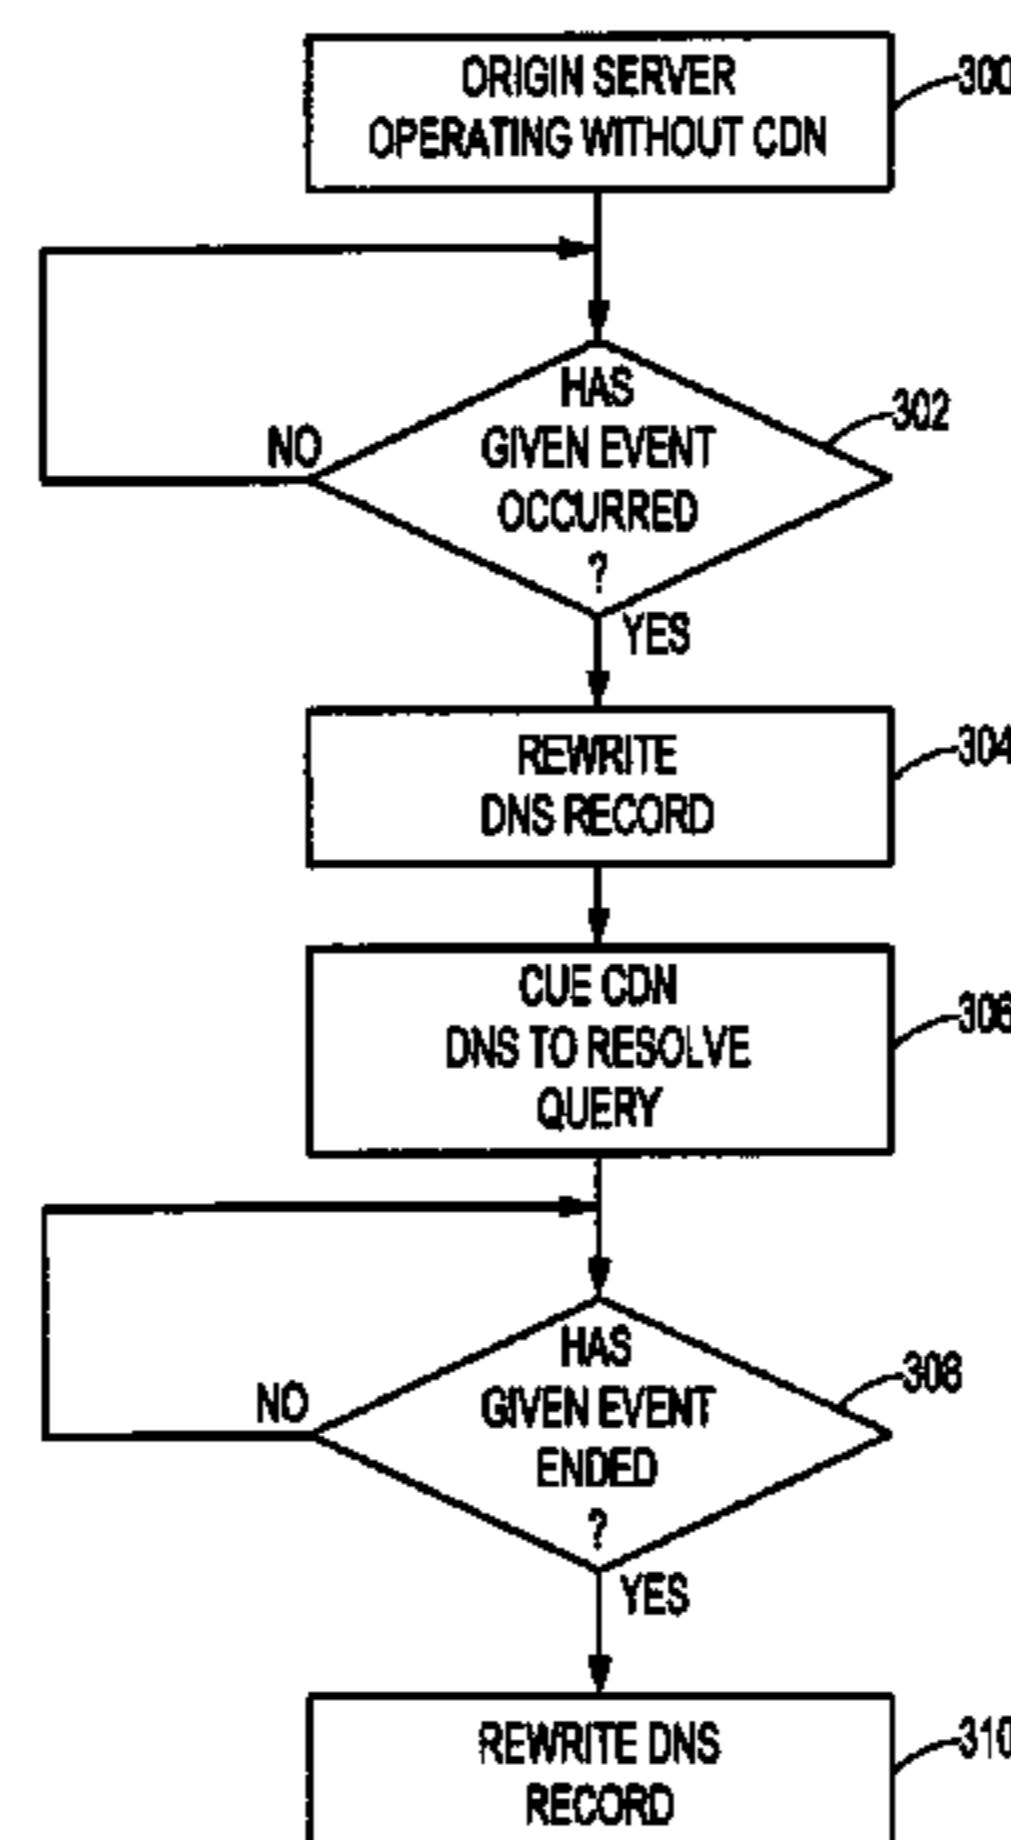 ORIGIN SERVER
OPERATING WITHOUT CDN
300
HAS
GIVEN EVENT
OCCURRED
?
302
NO
YES
REWRITE
DNS RECORD
304
CUE CDN
DNS TO RESOLVE
QUERY
306
HAS
GIVEN EVENT
ENDED
?
308
NO
YES
REWRITE DNS
RECORD
310